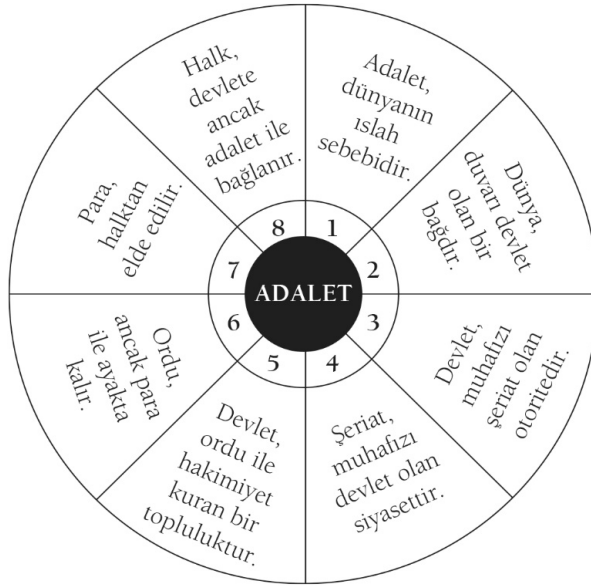 Adalet,
dünyanın
ıslah
sebebidir.
Dünya,
duvarı devlet
olan bir
bağdır.
Devlet,
muhafızı
şeriat olan
otoritedir.
Şeriat,
muhafızı
devlet olan
siyasettir.
Devlet,
ordu ile
hakimiyet
kuran bir
topluluktur.
Ordu,
ancak para
ile ayakta
kalır.
Para,
halktan
elde edilir.
Halk,
devlete
ancak
adalet ile
bağlanır.
1
2
3
4
5
6
7
8
ADALET